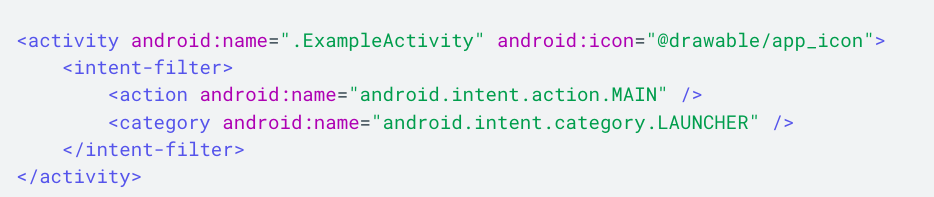 <activity android:name=".ExampleActivity" android:icon="@drawable/app_icon">
    <intent-filter>
        <action android:name="android.intent.action.MAIN" />
        <category android:name="android.intent.category.LAUNCHER" />
    </intent-filter>
</activity>